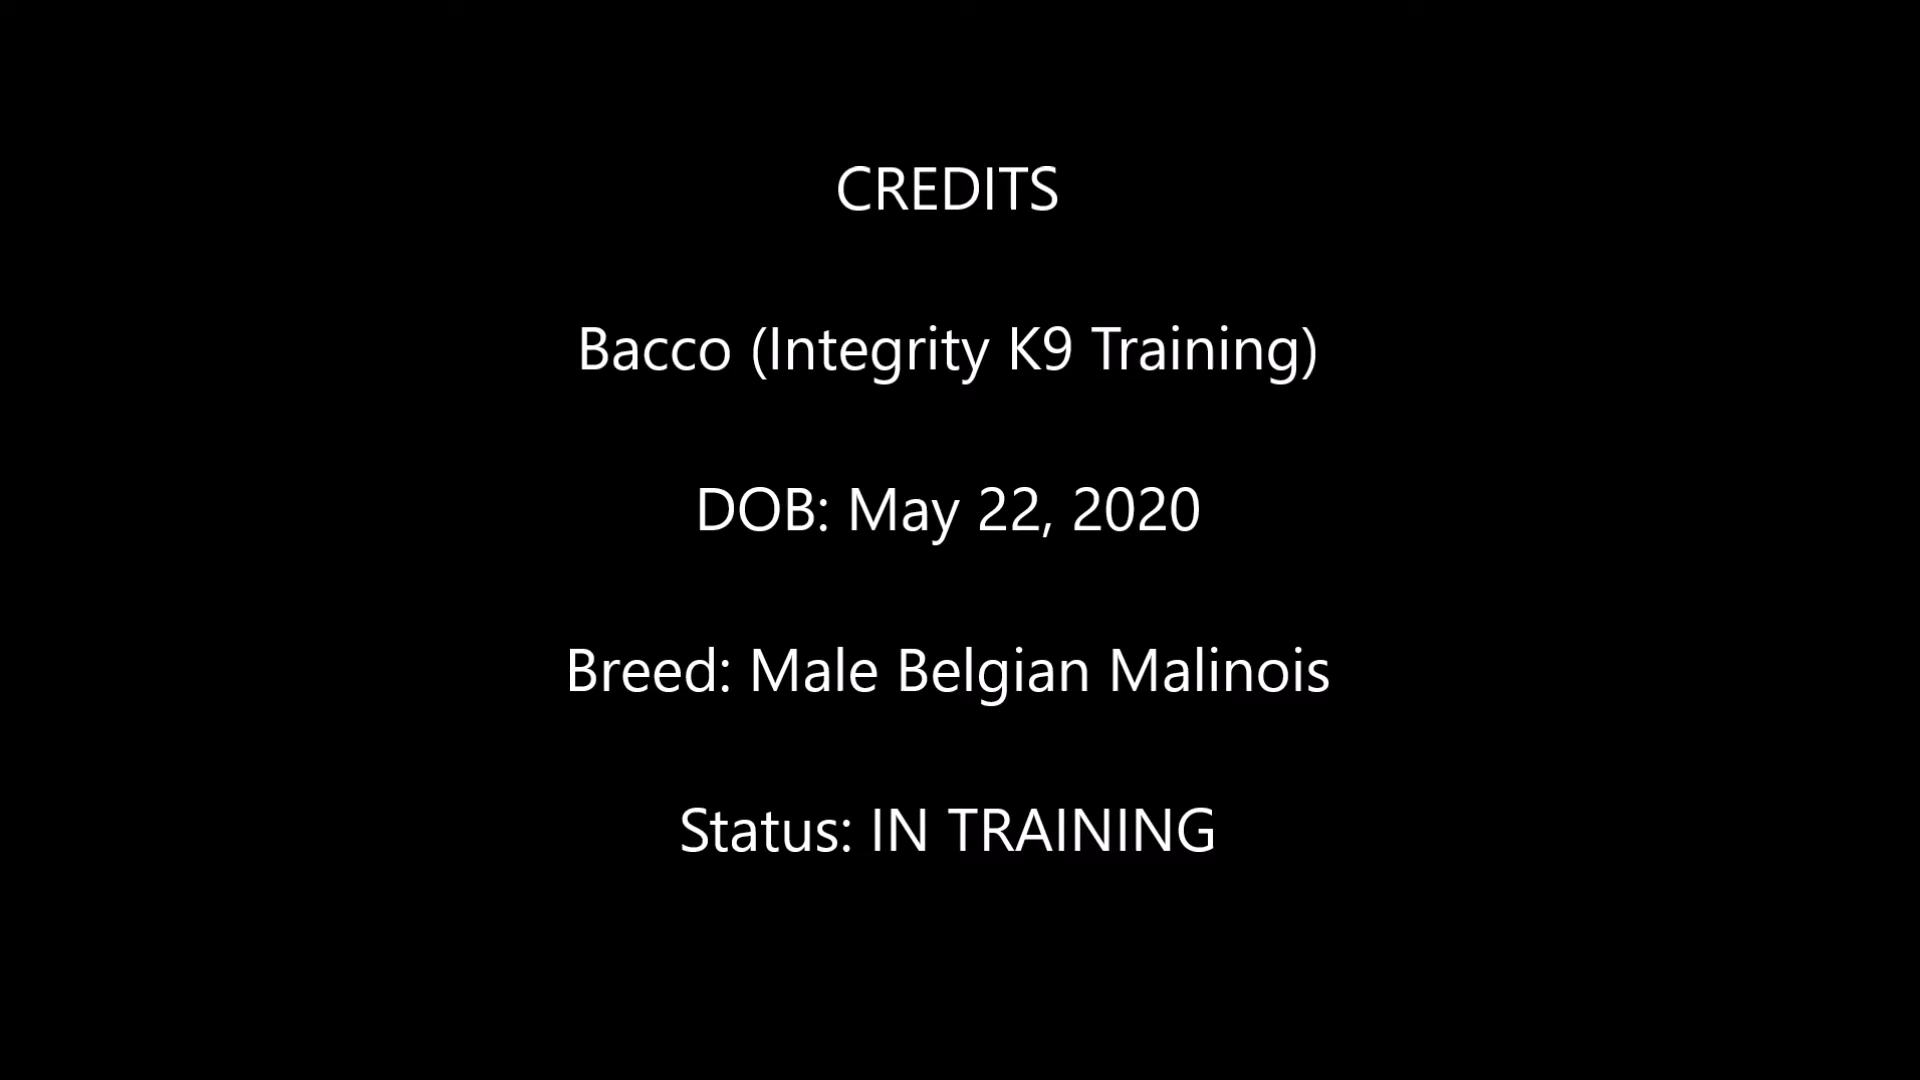 CREDITS
Bacco (Integrity K9 Training)
DOB: May 22, 2020
Breed: Male Belgian Malinois
Status: IN TRAINING